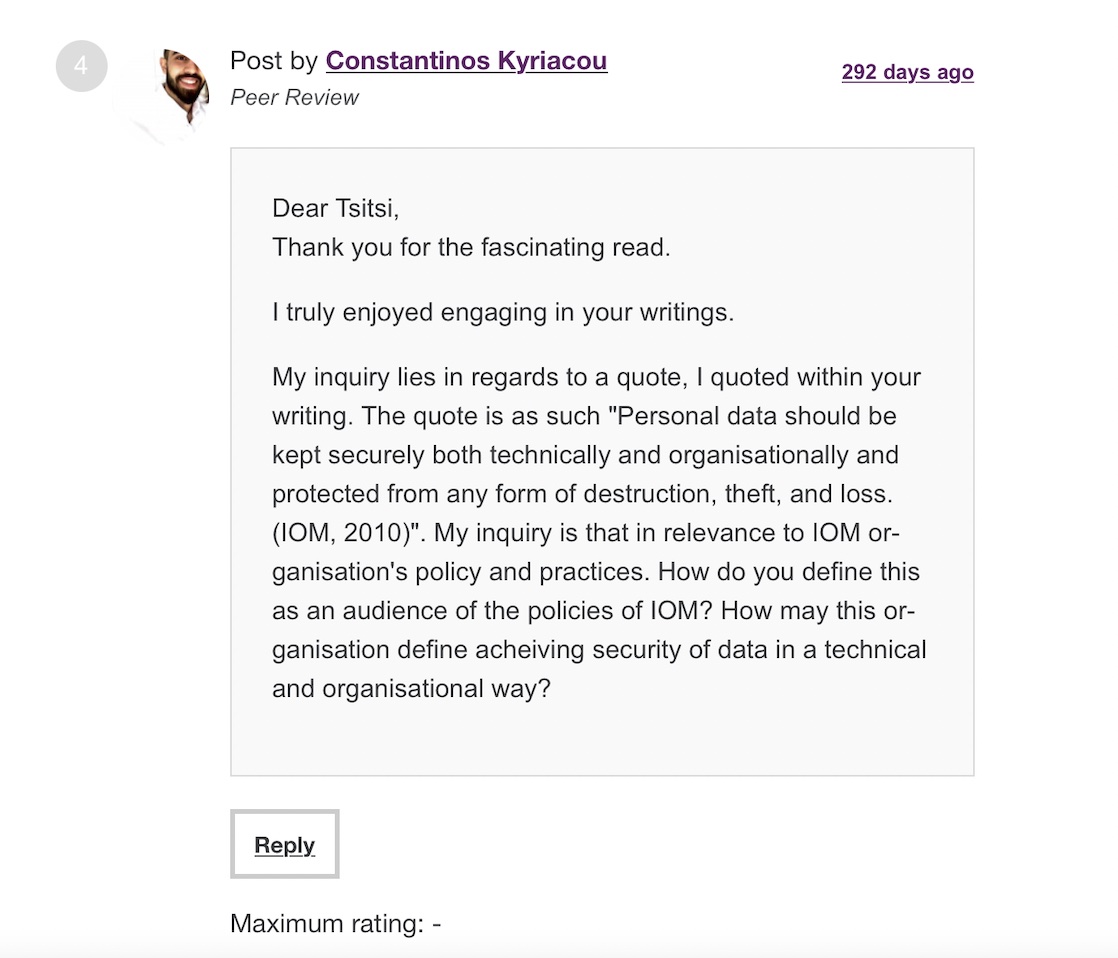 4
Post by Constantinos Kyriacou
292 days ago
Peer Review
Dear Tsitsi,
Thank you for the fascinating read.
I truly enjoyed engaging in your writings.
My inquiry lies in regards to a quote, I quoted within your
writing. The quote is as such "Personal data should be
kept securely both technically and organisationally and
protected from any form of destruction, theft, and loss.
(IOM, 2010)". My inquiry is that in relevance to IOM or-
ganisation's policy and practices. How do you define this
as an audience of the policies of IOM? How may this or-
ganisation define acheiving security of data in a technical
and organisational way?
Reply
Maximum rating: -